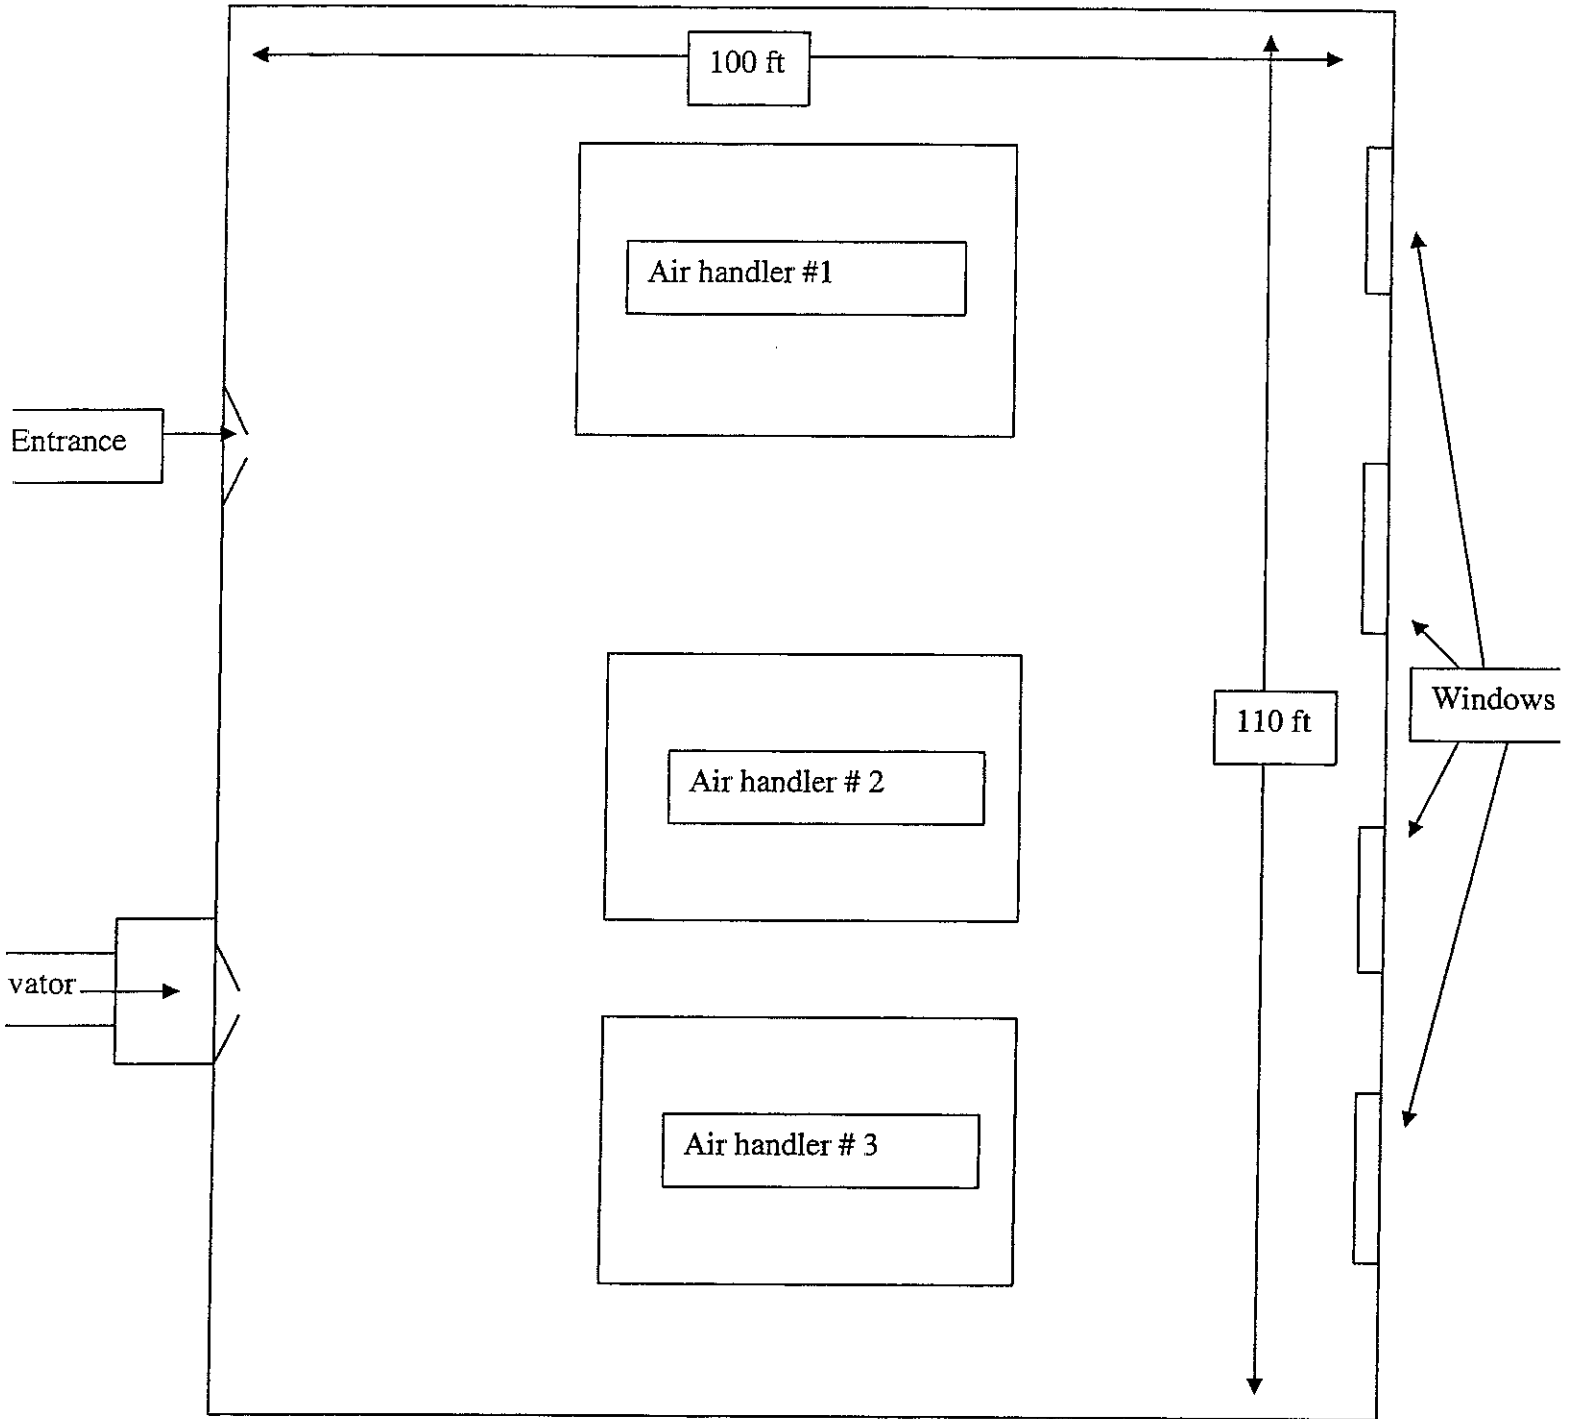 100 ft
Air handler #1
Entrance
Windows
110 ft
Air handler # 2
vator
Air handler # 3